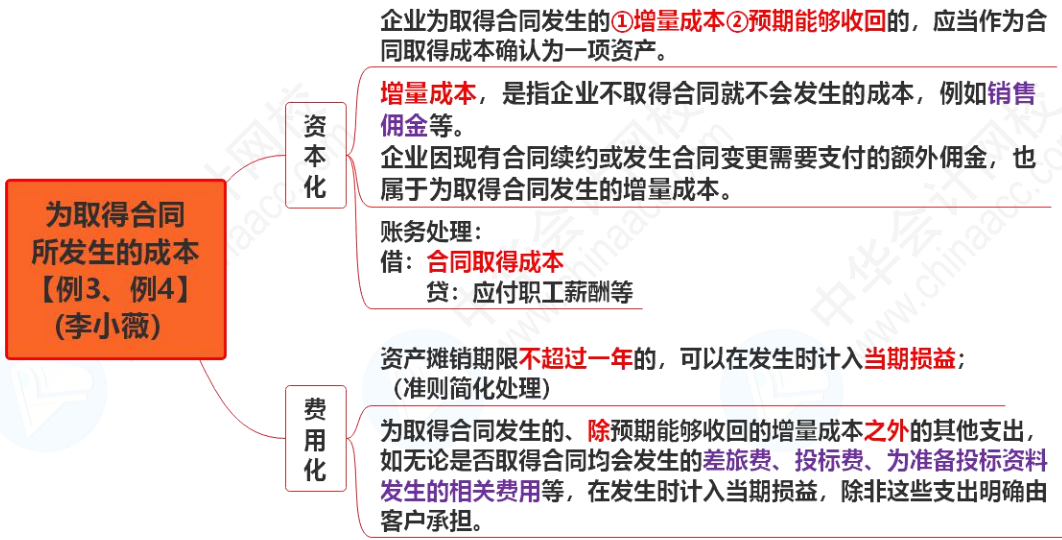 为取得合同
所发生的成本
【例3、例4】
(李小薇）
资
本
化
企业为取得合同发生的①增量成本②预期能够收回的，应当作为合
同取得成本确认为一项资产。
增量成本，是指企业不取得合同就不会发生的成本，例如销售
佣金等。
企业因现有合同续约或发生合同变更需要支付的额外佣金，也
属于为取得合同发生的增量成本。
账务处理：
借：合同取得成本
贷：应付职工薪酬等
费
用
化
资产摊销期限不超过一年的，可以在发生时计入当期损益；
（准则简化处理）
为取得合同发生的、除预期能够收回的增量成本之外的其他支出，
如无论是否取得合同均会发生的差旅费、投标费、为准备投标资料
发生的相关费用等，在发生时计入当期损益，除非这些支出明确由
客户承担。
中华会计网校
www.chinaacc.com